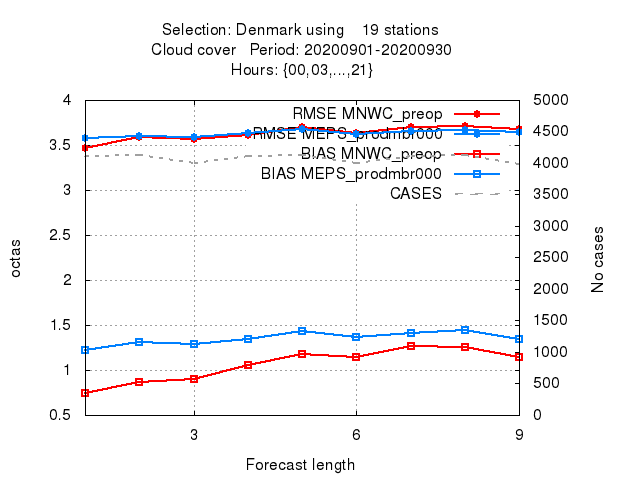 Selection: Denmark using 19 stations
Cloud cover Period: 20200901-20200930
Hours: {00,03,...,21}
4 5000
RMSE MNWC_preop
RMSE MEPS_prodmbr000
BIAS MNWC_preop
BIAS MEPS_prodmbr000
CASES
3.5 4500
4000
3 3500
3000
2.5 2500
2 2000
1.5 1500
1000
1 500
0.5 0
octas
No cases
3 6 9
Forecast length